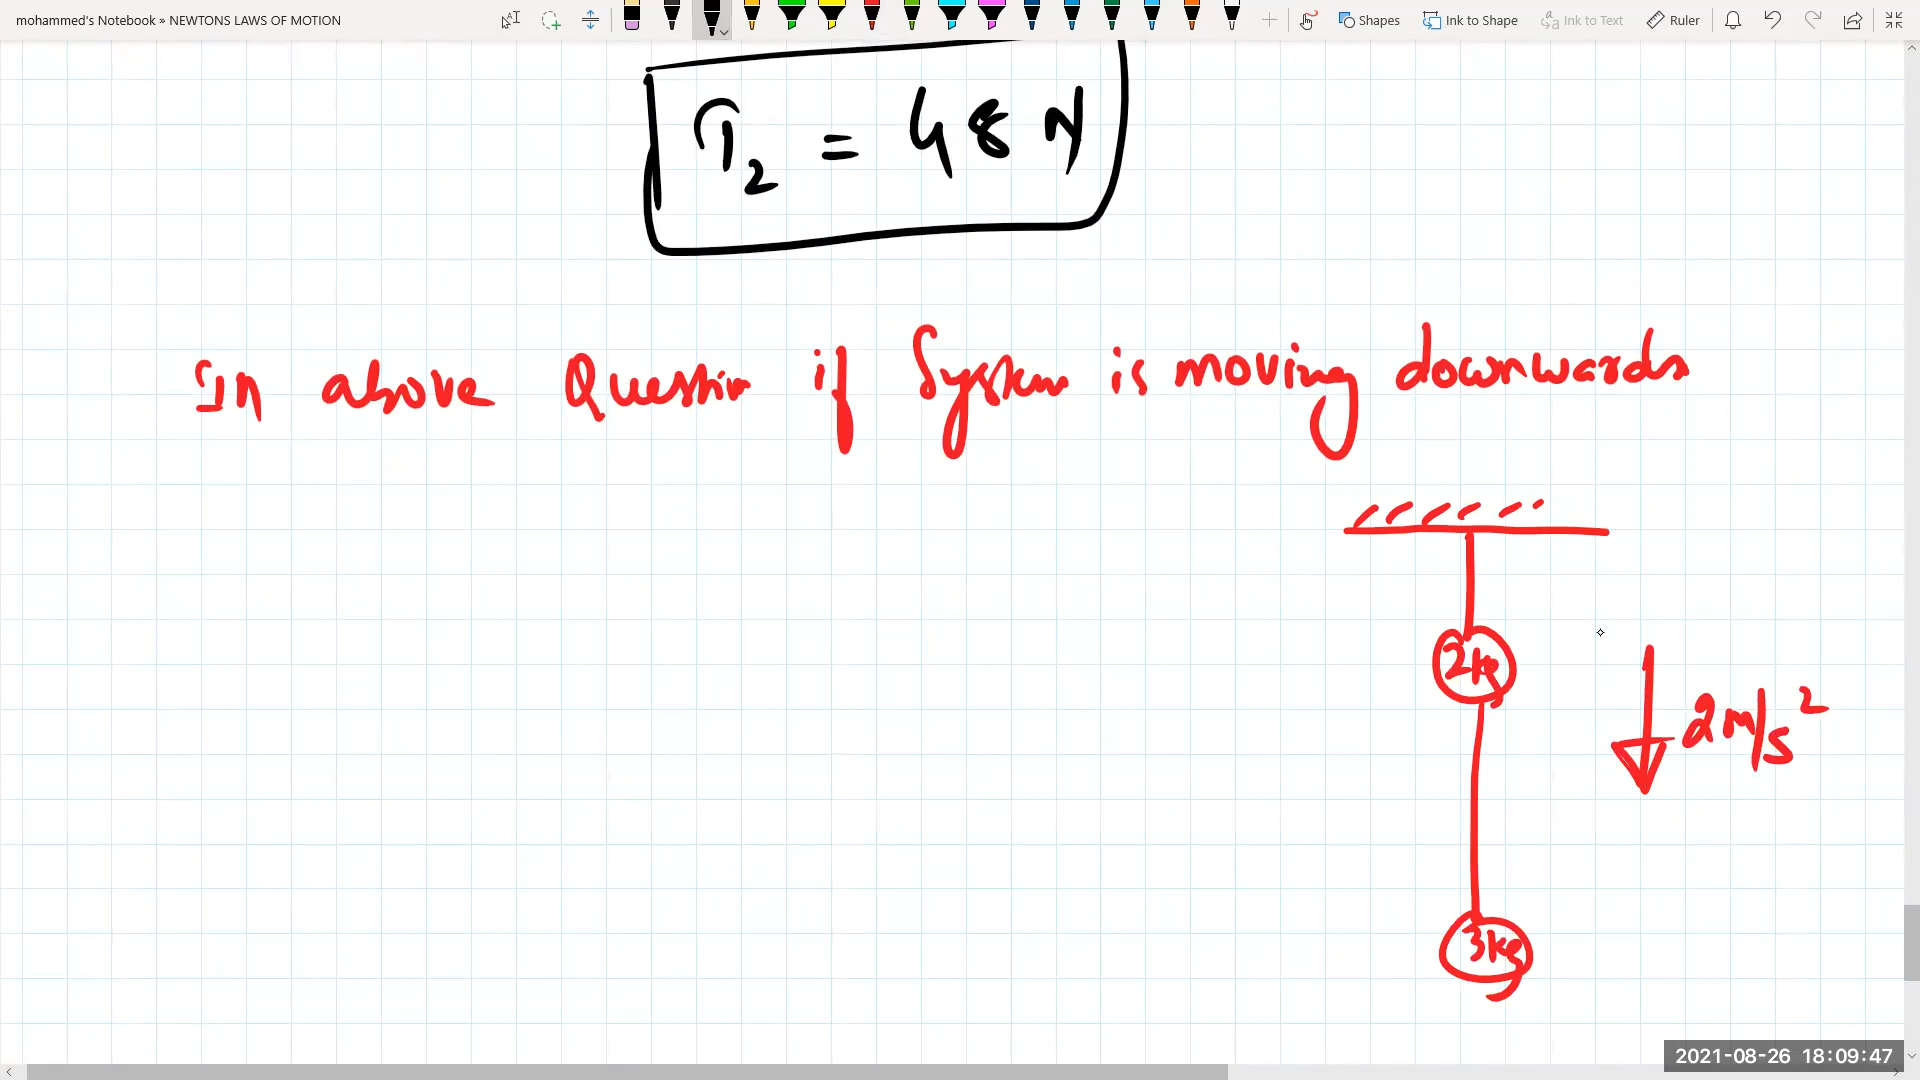 mohammed's Notebook » NEWTONS LAWS OF MOTION
Shapes Ink to Shape Ink to Text Ruler
T2 = 48 N
In above Question if System is moving downwards
2kg
2m/s²
3kg
2021-08-26 18:09:47